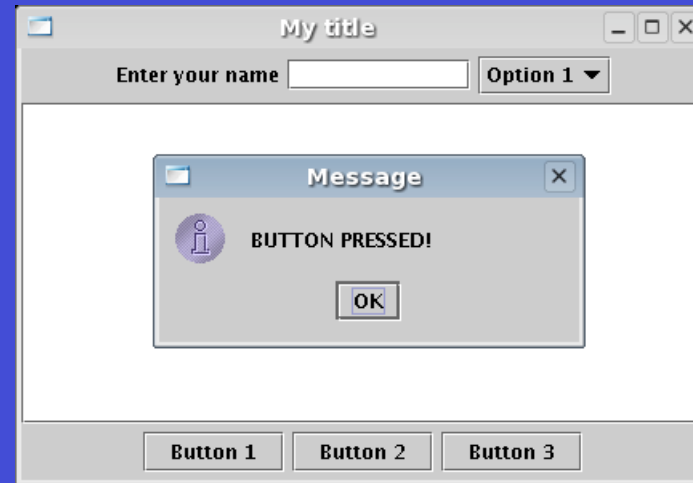 My title
Enter your name Option 1
Message
BUTTON PRESSED!
OK
Button 1 Button 2 Button 3